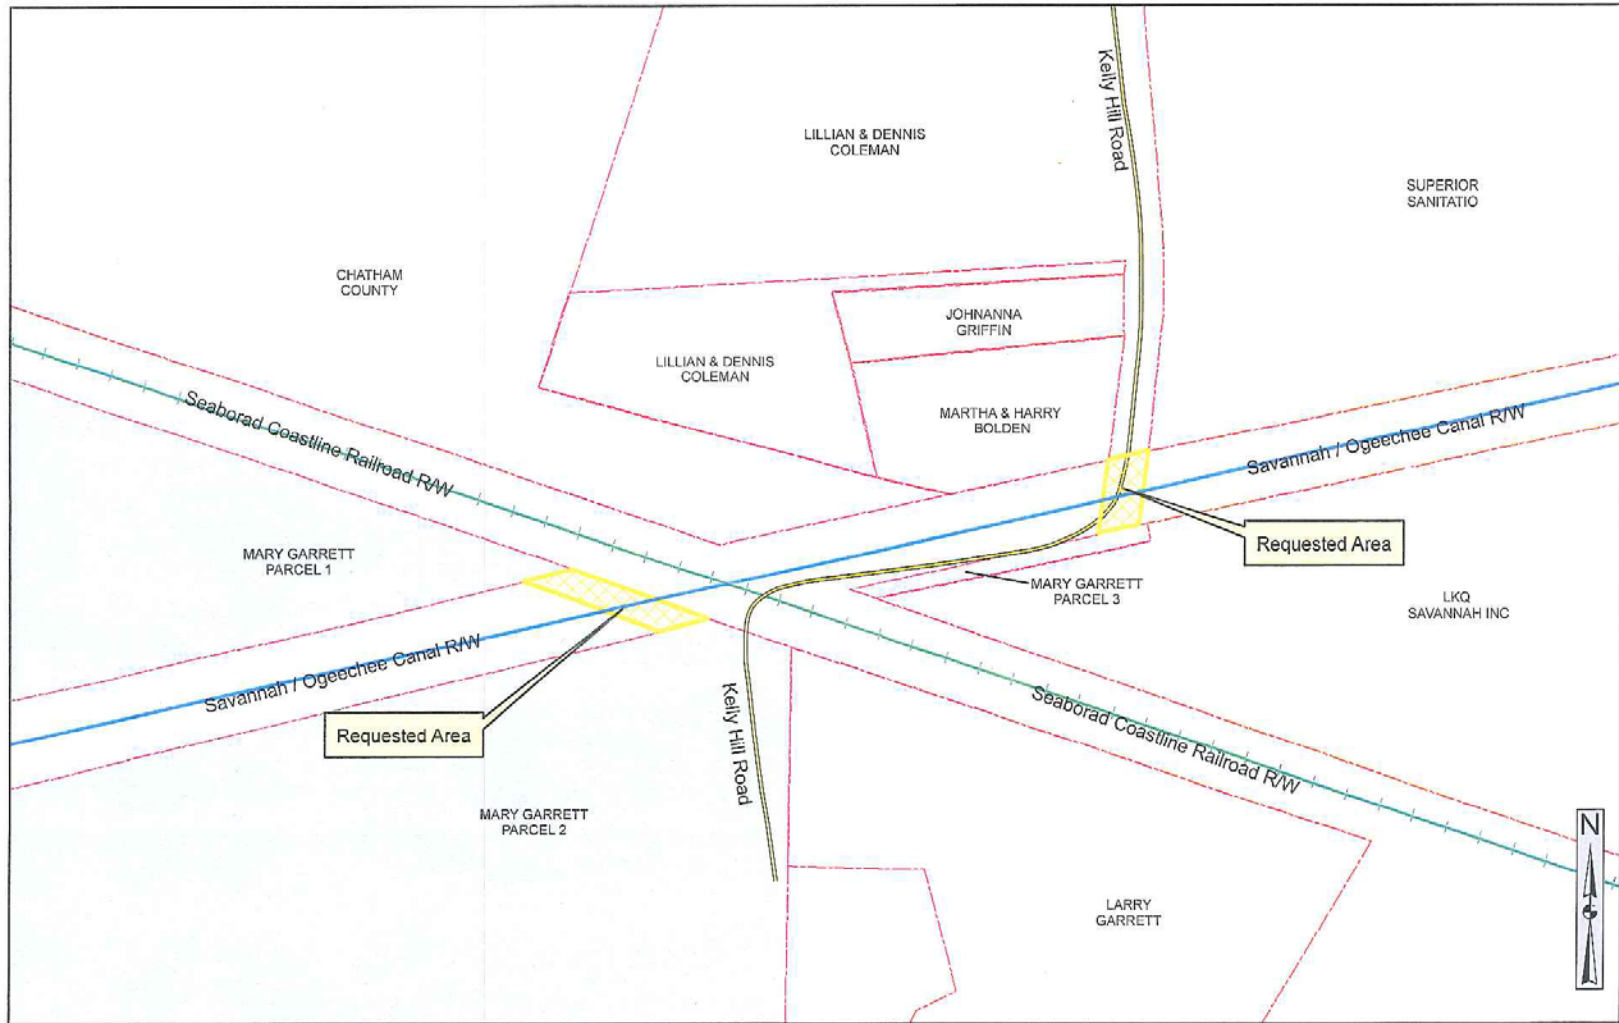 Kelly Hill Road
LILLIAN & DENNIS
COLEMAN
SUPERIOR
SANITATIO
CHATHAM
COUNTY
JOHNANNA
GRIFFIN
LILLIAN & DENNIS
COLEMAN
MARTHA & HARRY
BOLDEN
Seaborad Coastline Railroad R/W
Savannah / Ogeechee Canal R/W
Requested Area
MARY GARRETT
PARCEL 1
MARY GARRETT
PARCEL 3
LKQ
SAVANNAH INC
Savannah / Ogeechee Canal R/W
Requested Area
Kelly Hill Road
Seaborad Coastline Railroad R/W
MARY GARRETT
PARCEL 2
N
LARRY
GARRETT